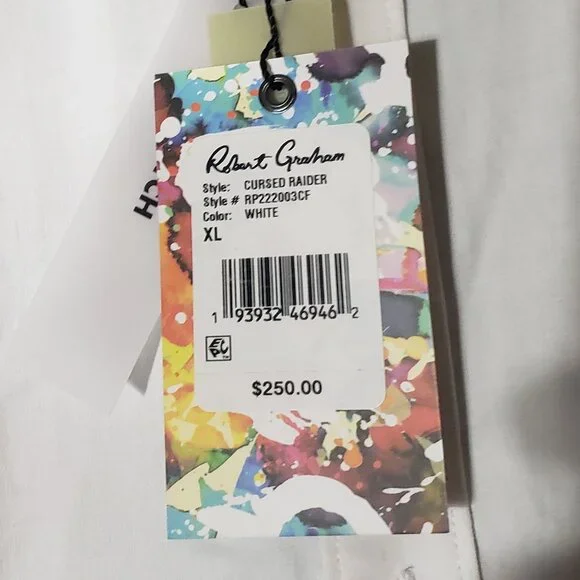 Robert Graham
Style: CURSED RAIDER
Style # RP222003CF
Color: WHITE
XL
1 93932 46946 2
$250.00